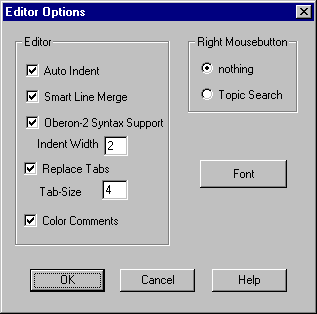 Editor Options
Editor
Auto Indent
Smart Line Merge
Oberon-2 Syntax Support
Indent Width 2
Replace Tabs
Tab-Size 4
Color Comments
Right Mousebutton
nothing
Topic Search
Font
OK Cancel Help